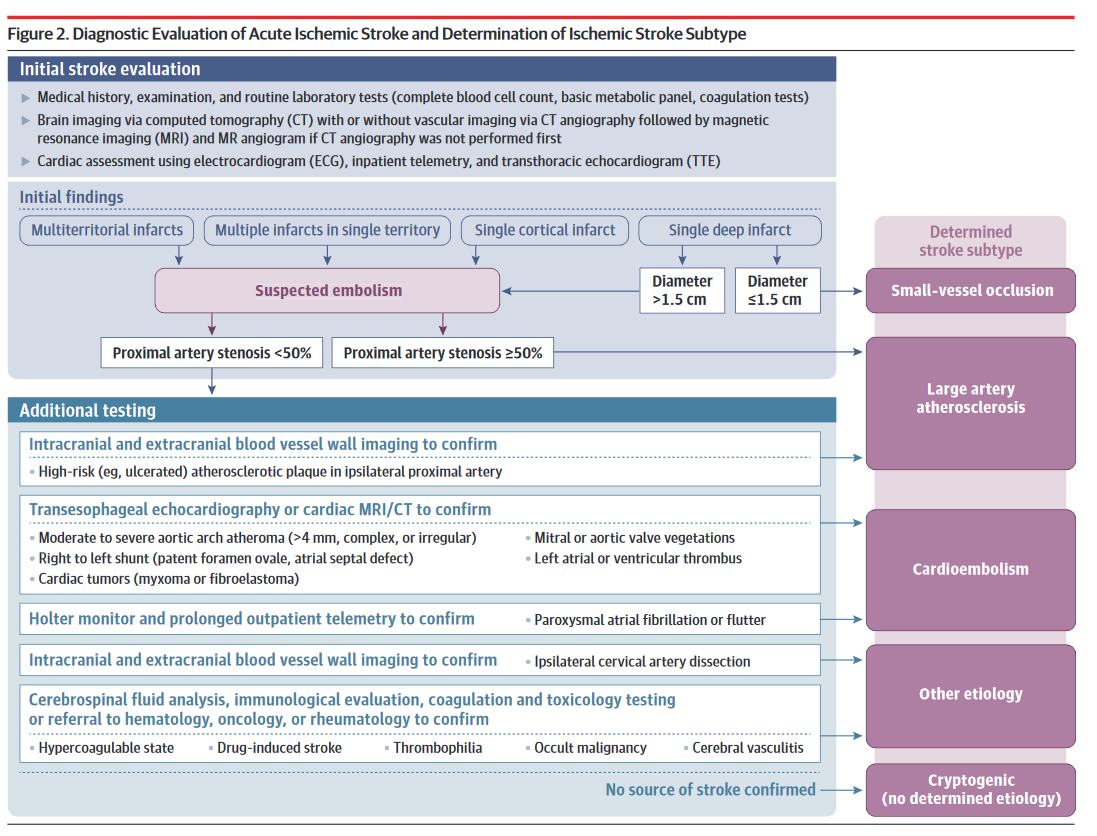 Figure 2. Diagnostic Evaluation of Acute Ischemic Stroke and Determination of Ischemic Stroke Subtype
Initial stroke evaluation
Medical history, examination, and routine laboratory tests (complete blood cell count, basic metabolic panel, coagulation tests)
Brain imaging via computed tomography (CT) with or without vascular imaging via CT angiography followed by magnetic
resonance imaging (MRI) and MR angiogram if CT angiography was not performed first
Cardiac assessment using electrocardiogram (ECG), inpatient telemetry, and transthoracic echocardiogram (TTE)
Initial findings
Multiterritorial infarcts
Multiple infarcts in single territory
Single cortical infarct
Single deep infarct
Determined
stroke subtype
Suspected embolism
Diameter
>1.5 cm
Diameter
≤1.5 cm
Small-vessel occlusion
Proximal artery stenosis <50%
Proximal artery stenosis ≥50%
Large artery
atherosclerosis
Additional testing
Intracranial and extracranial blood vessel wall imaging to confirm
• High-risk (eg, ulcerated) atherosclerotic plaque in ipsilateral proximal artery
Transesophageal echocardiography or cardiac MRI/CT to confirm
• Moderate to severe aortic arch atheroma (>4 mm, complex, or irregular)
• Right to left shunt (patent foramen ovale, atrial septal defect)
• Cardiac tumors (myxoma or fibroelastoma)
• Mitral or aortic valve vegetations
• Left atrial or ventricular thrombus
Cardioembolism
Holter monitor and prolonged outpatient telemetry to confirm
• Paroxysmal atrial fibrillation or flutter
Intracranial and extracranial blood vessel wall imaging to confirm
• Ipsilateral cervical artery dissection
Other etiology
Cerebrospinal fluid analysis, immunological evaluation, coagulation and toxicology testing
or referral to hematology, oncology, or rheumatology to confirm
• Hypercoagulable state
• Drug-induced stroke
• Thrombophilia
• Occult malignancy
• Cerebral vasculitis
No source of stroke confirmed
Cryptogenic
(no determined etiology)